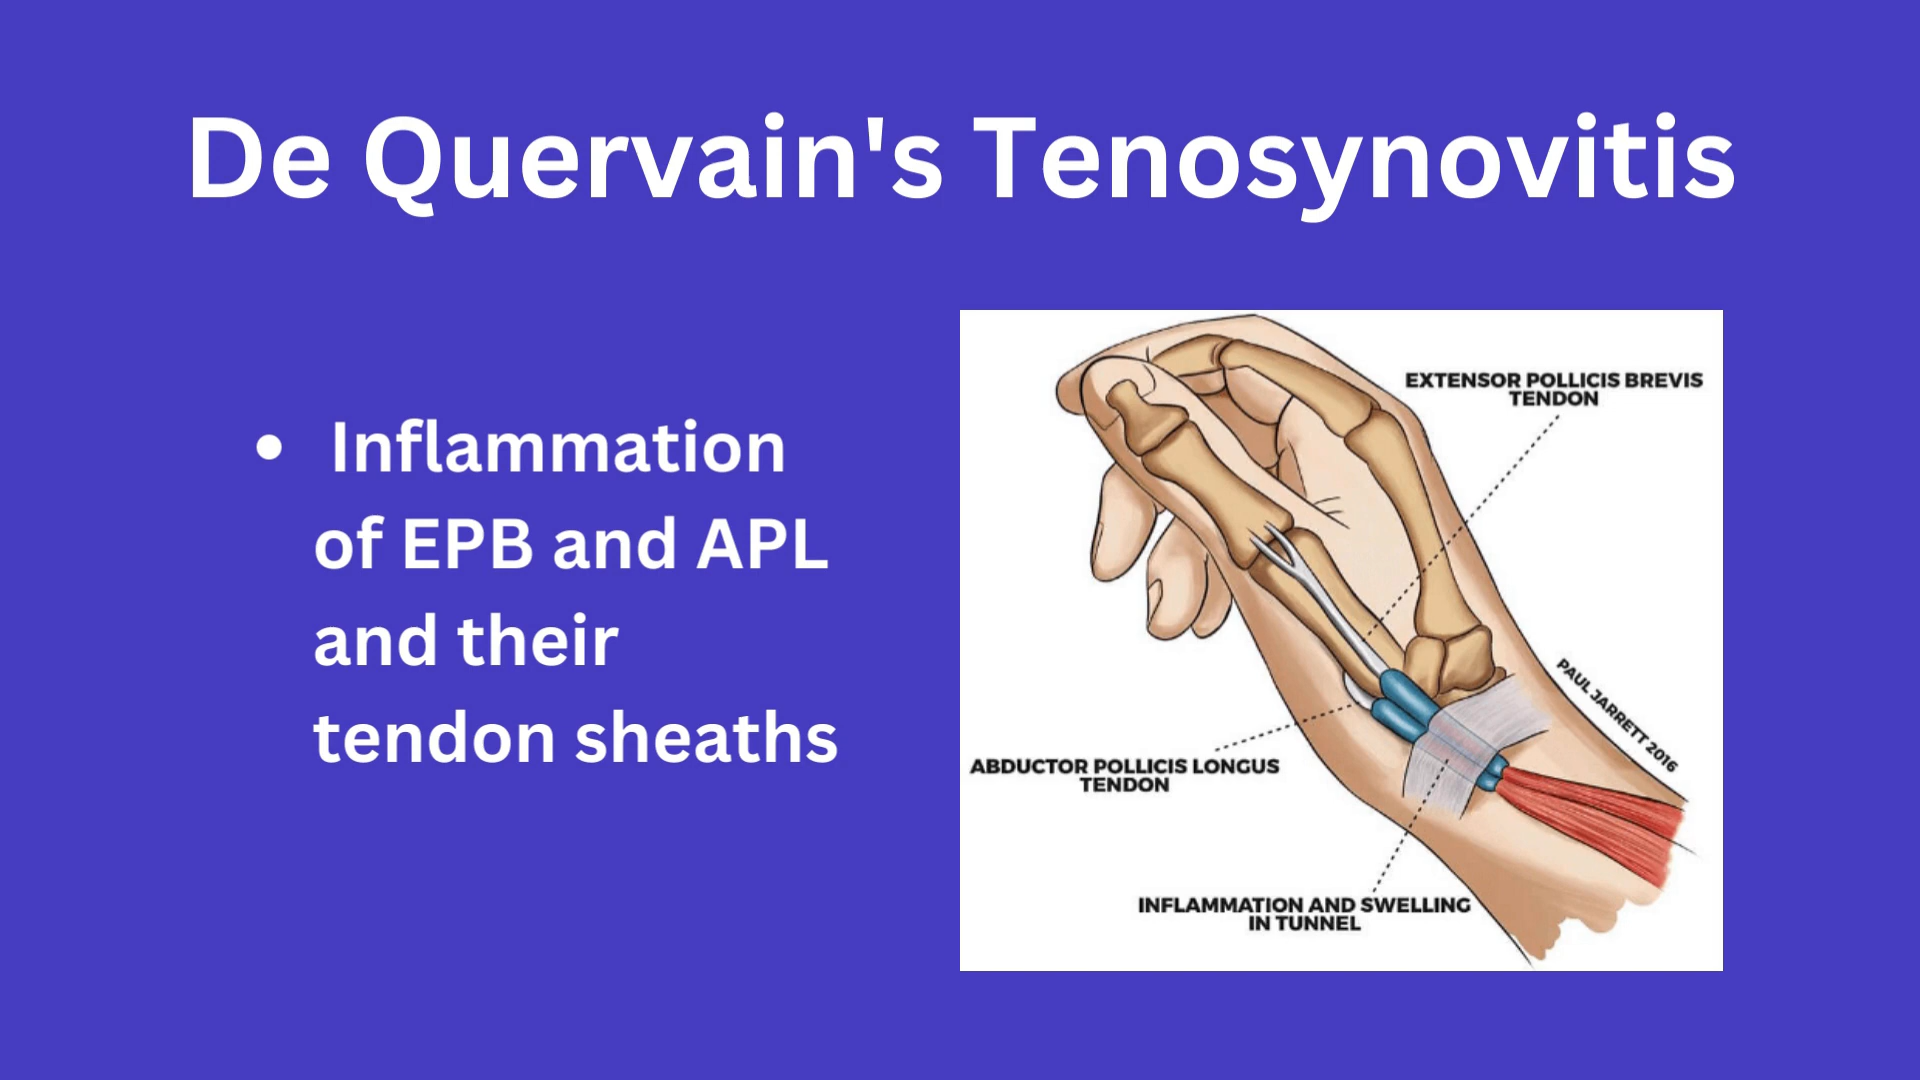 De Quervain's Tenosynovitis
• Inflammation
of EPB and APL
and their
tendon sheaths
EXTENSOR POLLICIS BREVIS
TENDON
PAUL JARRETT 2016
ABDUCTOR POLLICIS LONGUS
TENDON
INFLAMMATION AND SWELLING
IN TUNNEL